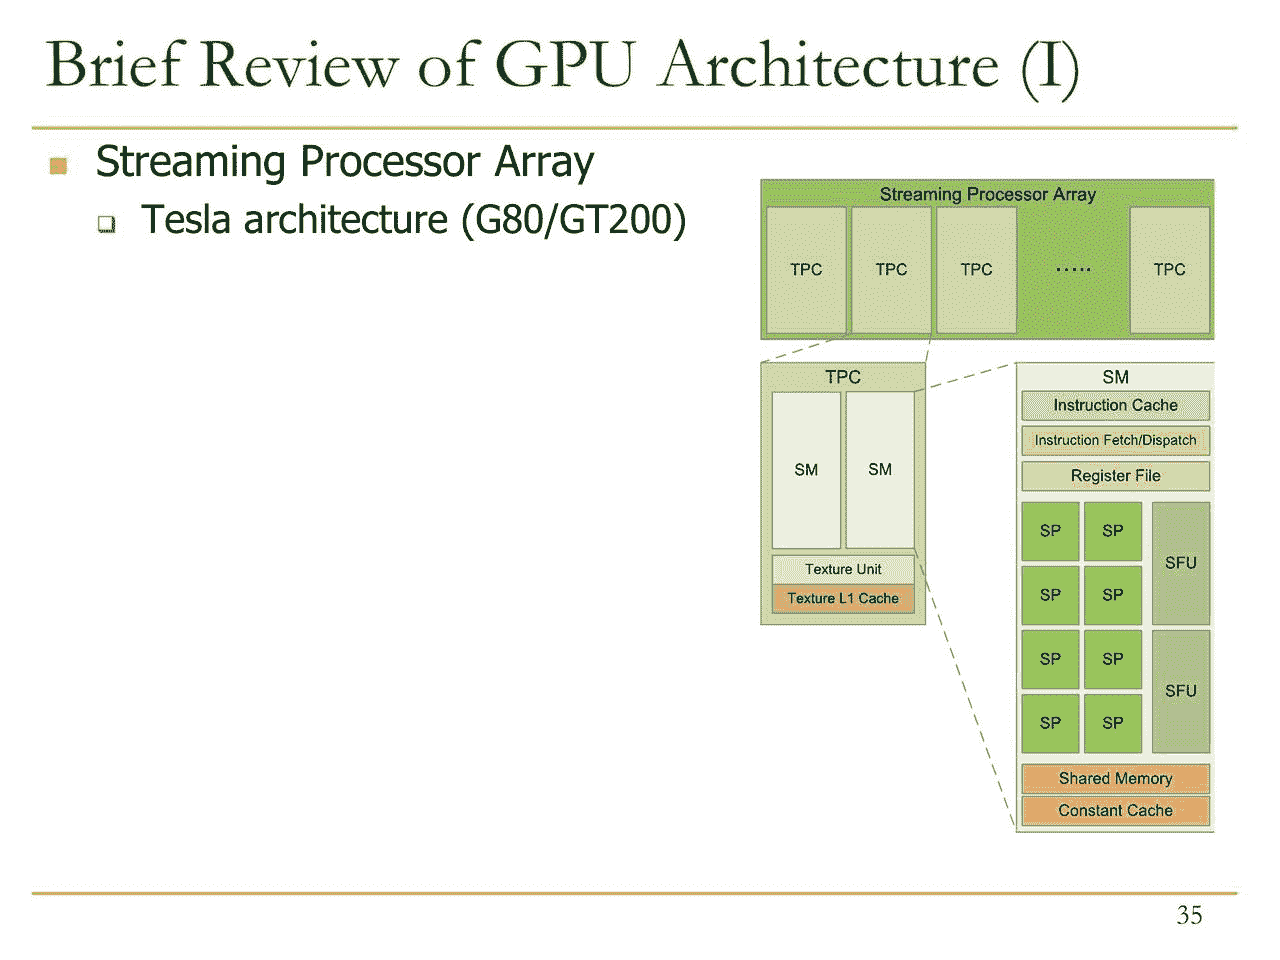 Brief Review of GPU Architecture (I)
Streaming Processor Array
Tesla architecture (G80/GT200)
Streaming Processor Array
TPC TPC TPC ..... TPC
TPC
SM SM
Texture Unit
Texture L1 Cache
SM
Instruction Cache
Instruction Fetch/Dispatch
Register File
SP SP
SFU
SP SP
SP SP
SFU
SP SP
Shared Memory
Constant Cache
35